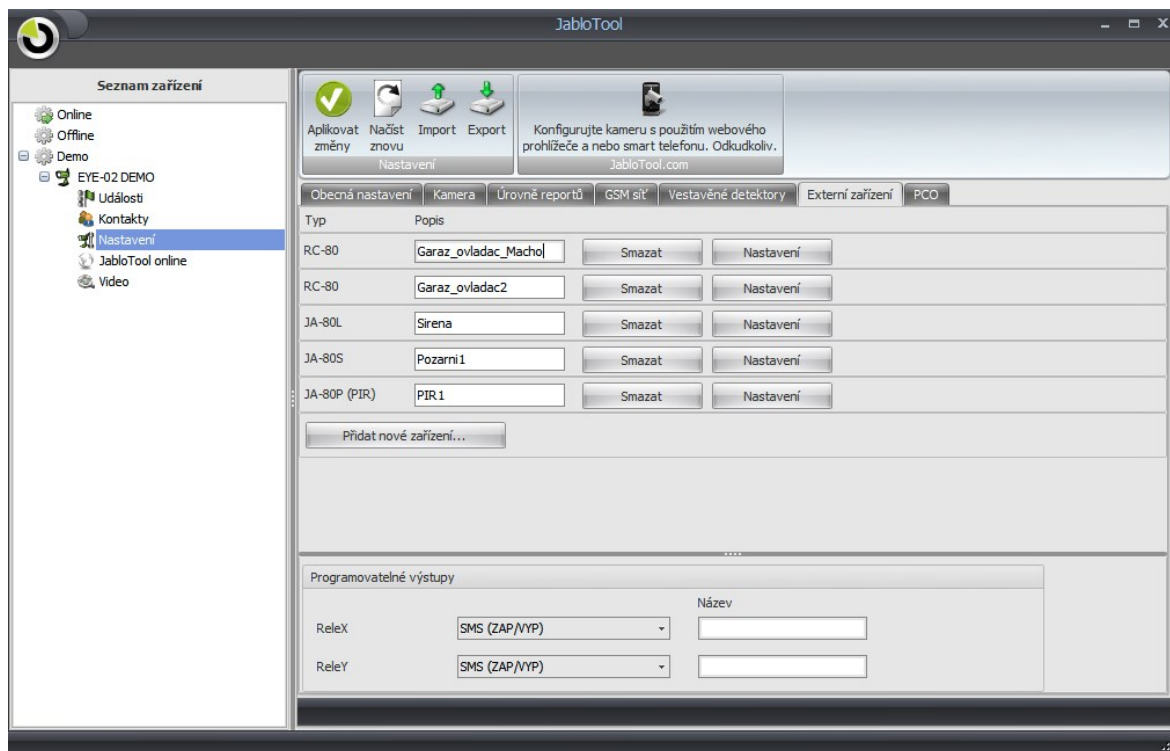 JabloTool
Seznam zařízení
Online
Offline
Demo
EYE-02 DEMO
Události
Kontakty
Nastavení
JabloTool online
Video
Aplikovat změny
Načíst znovu
Import
Export
Nastavení
Konfigurujte kameru s použitím webového
prohlížeče a nebo smart telefonu. Odkudkoliv.
JabloTool.com
Obecná nastavení Kamera Úrovně reportů GSM síť Vestavěné detektory Externí zařízení PCO
Typ Popis
RC-80 Garaz_ovladac_Macho Smazat Nastavení
RC-80 Garaz_ovladac2 Smazat Nastavení
JA-80L Sirena Smazat Nastavení
JA-80S Pozarni1 Smazat Nastavení
JA-80P (PIR) PIR1 Smazat Nastavení
Přidat nové zařízení...
Programovatelné výstupy
Název
ReleX SMS (ZAP/VYP)
ReleY SMS (ZAP/VYP)